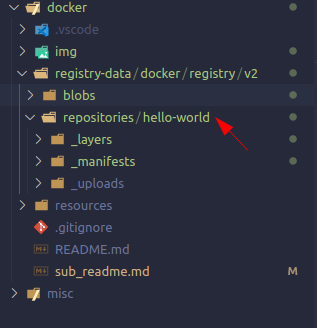 docker
.vscode
img
registry-data/docker/registry/v2
blobs
repositories/hello-world
_layers
_manifests
_uploads
resources
.gitignore
README.md
sub_readme.md M
misc